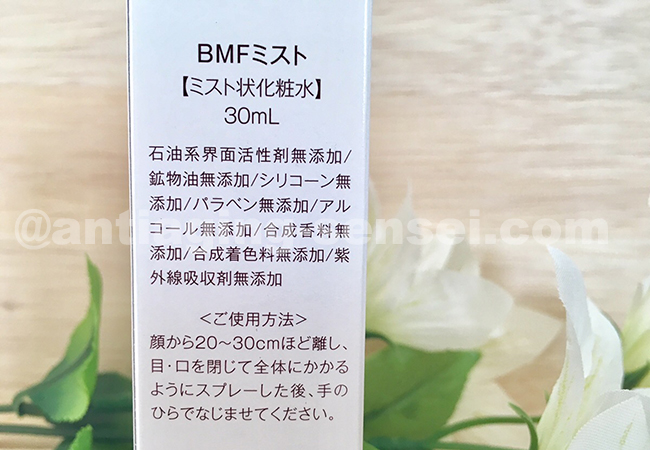 BMFミスト
【ミスト状化粧水】
30mL
石油系界面活性剤無添加/
鉱物油無添加/シリコーン無
添加/パラベン無添加/アル
コール無添加/合成香料無
添加/合成着色料無添加/紫
外線吸収剤無添加
＜ご使用方法＞
顔から20〜30cmほど離し、
目・口を閉じて全体にかかる
ようにスプレーした後、手の
ひらでなじませてください。